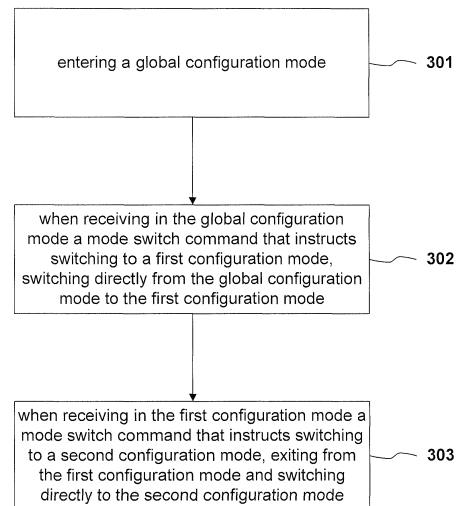 entering a global configuration mode
301
when receiving in the global configuration
mode a mode switch command that instructs
switching to a first configuration mode,
switching directly from the global configuration
mode to the first configuration mode
302
when receiving in the first configuration mode a
mode switch command that instructs switching
to a second configuration mode, exiting from
the first configuration mode and switching
directly to the second configuration mode
303